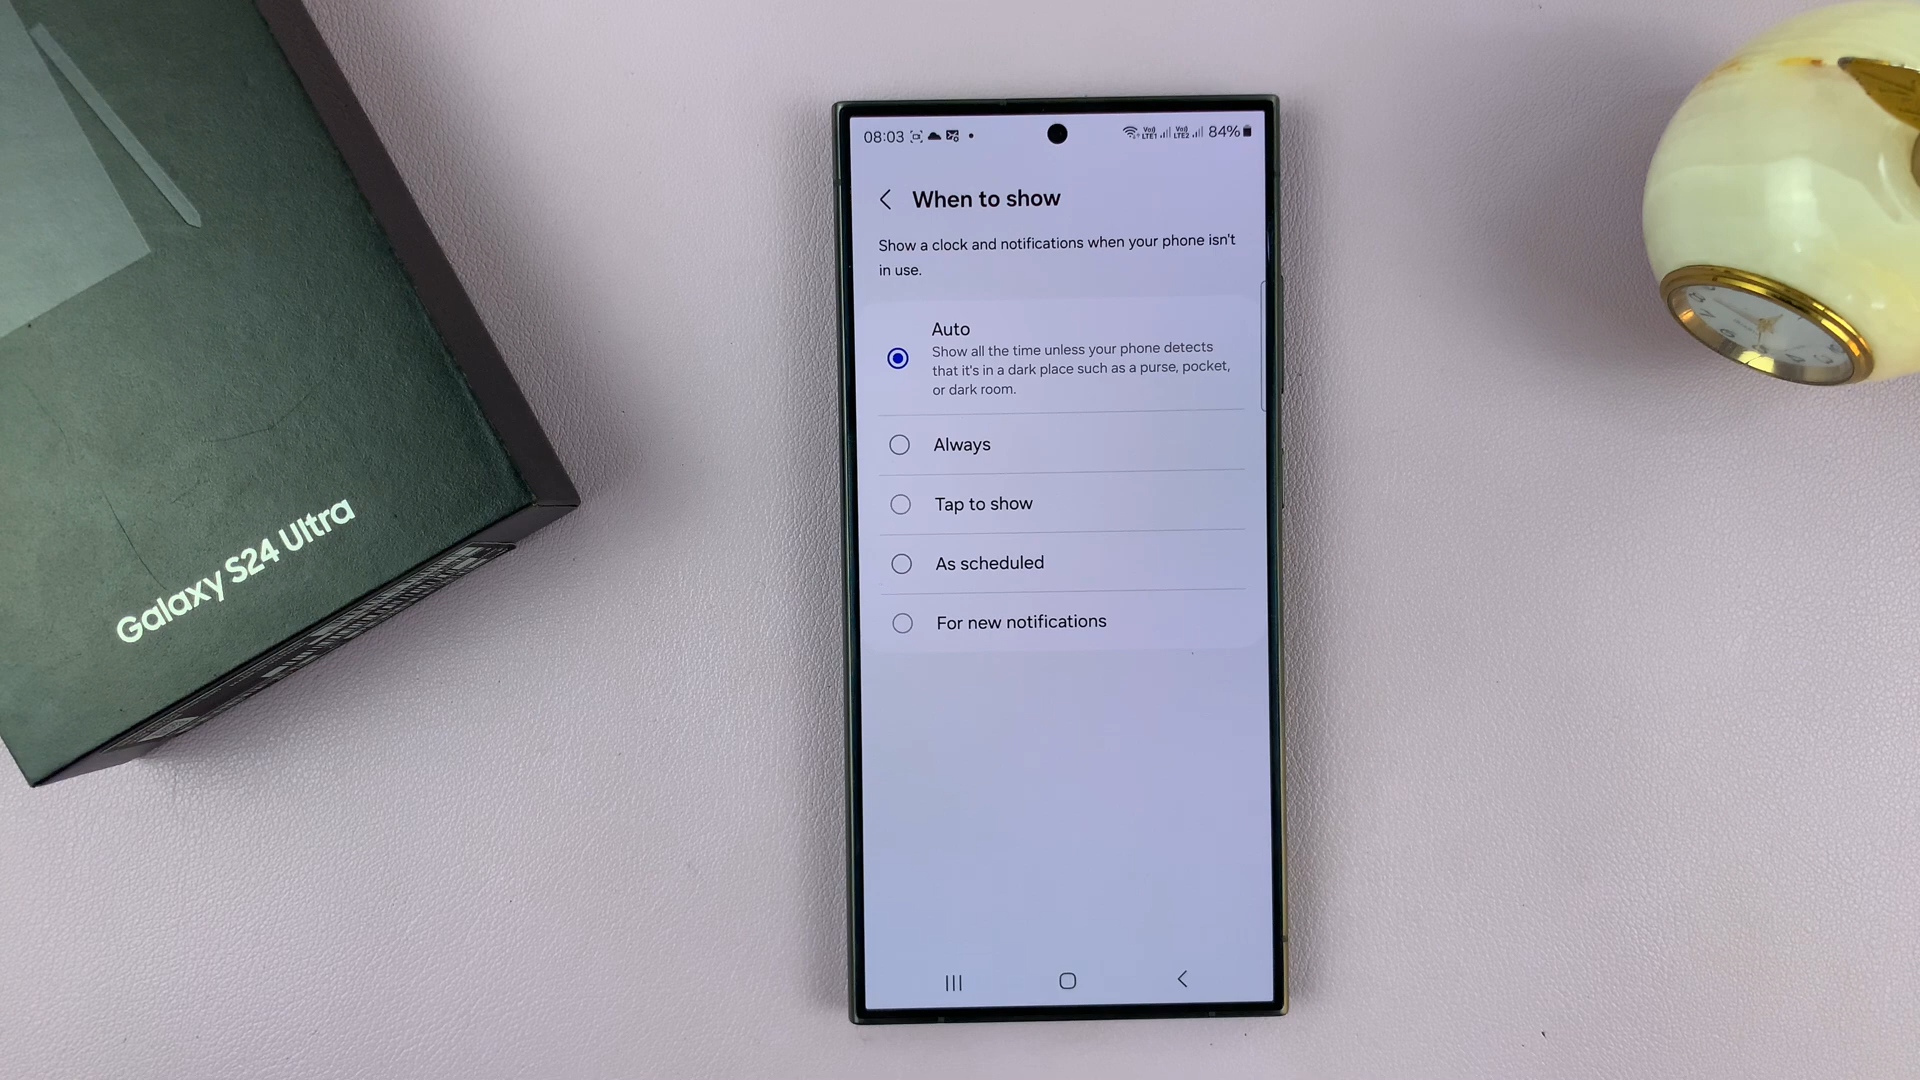 Galaxy S24 Ultra
08:03
84%
When to show
Show a clock and notifications when your phone isn't
in use.
Auto
Show all the time unless your phone detects
that it's in a dark place such as a purse, pocket,
or dark room.
Always
Tap to show
As scheduled
For new notifications